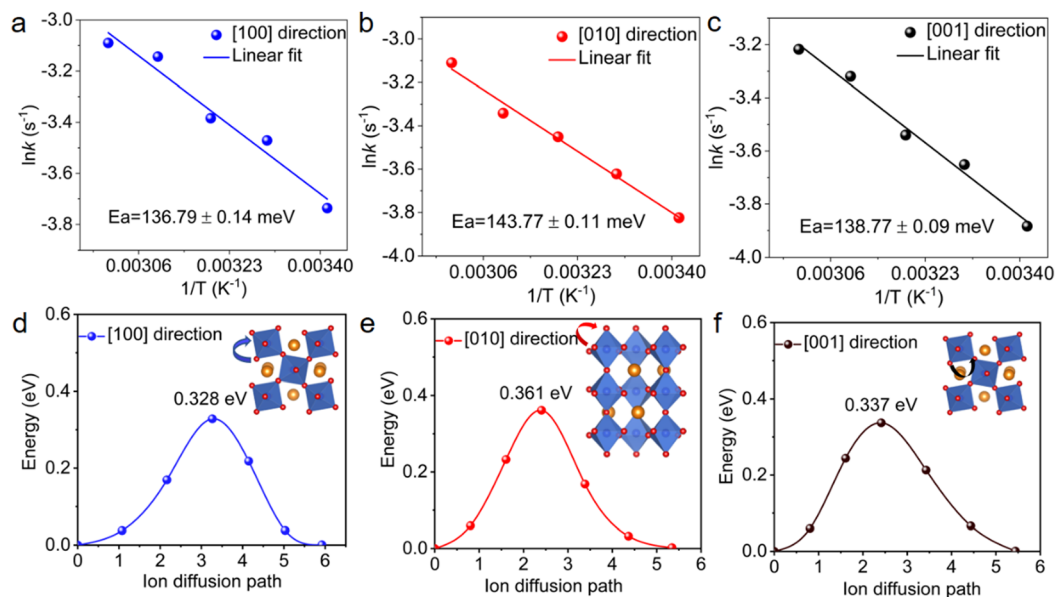 a
-3.0
-3.2
-3.4
-3.6
-3.8
lnk (s⁻¹)
[100] direction
Linear fit
Ea=136.79 ± 0.14 meV
0.00306 0.00323 0.00340
1/T (K⁻¹)
b
-3.0
-3.2
-3.4
-3.6
-3.8
-4.0
lnk (s⁻¹)
[010] direction
Linear fit
Ea=143.77 ± 0.11 meV
0.00306 0.00323 0.00340
1/T (K⁻¹)
c
-3.2
-3.4
-3.6
-3.8
-4.0
lnk (s⁻¹)
[001] direction
Linear fit
Ea=138.77 ± 0.09 meV
0.00306 0.00323 0.00340
1/T (K⁻¹)
d
0.6
0.4
0.2
0.0
Energy (eV)
[100] direction
0.328 eV
0 1 2 3 4 5 6
Ion diffusion path
e
0.6
0.4
0.2
0.0
Energy (eV)
[010] direction
0.361 eV
0 1 2 3 4 5 6
Ion diffusion path
f
0.6
0.4
0.2
0.0
Energy (eV)
[001] direction
0.337 eV
0 1 2 3 4 5 6
Ion diffusion path